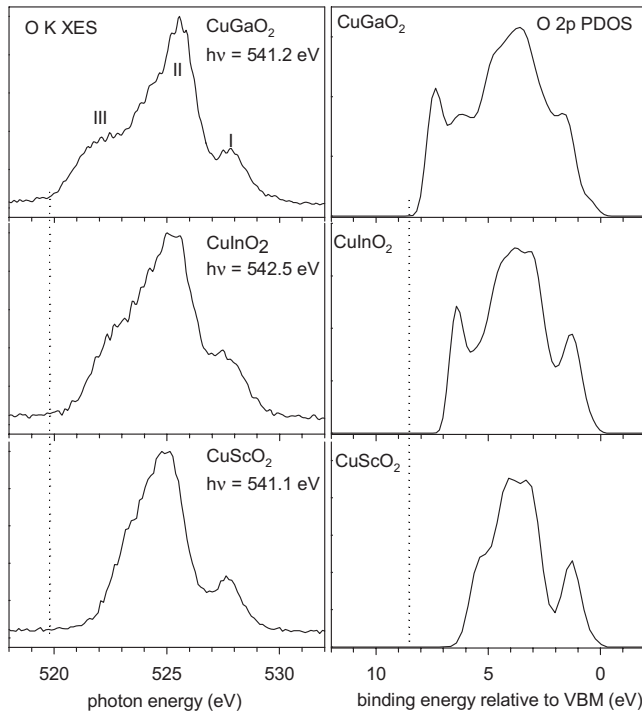 O K XES
CuGaO₂
hν = 541.2 eV
III
II
I
CuGaO₂
O 2p PDOS
CuInO₂
hν = 542.5 eV
CuInO₂
CuScO₂
hν = 541.1 eV
CuScO₂
520 525 530
photon energy (eV)
10 5 0
binding energy relative to VBM (eV)